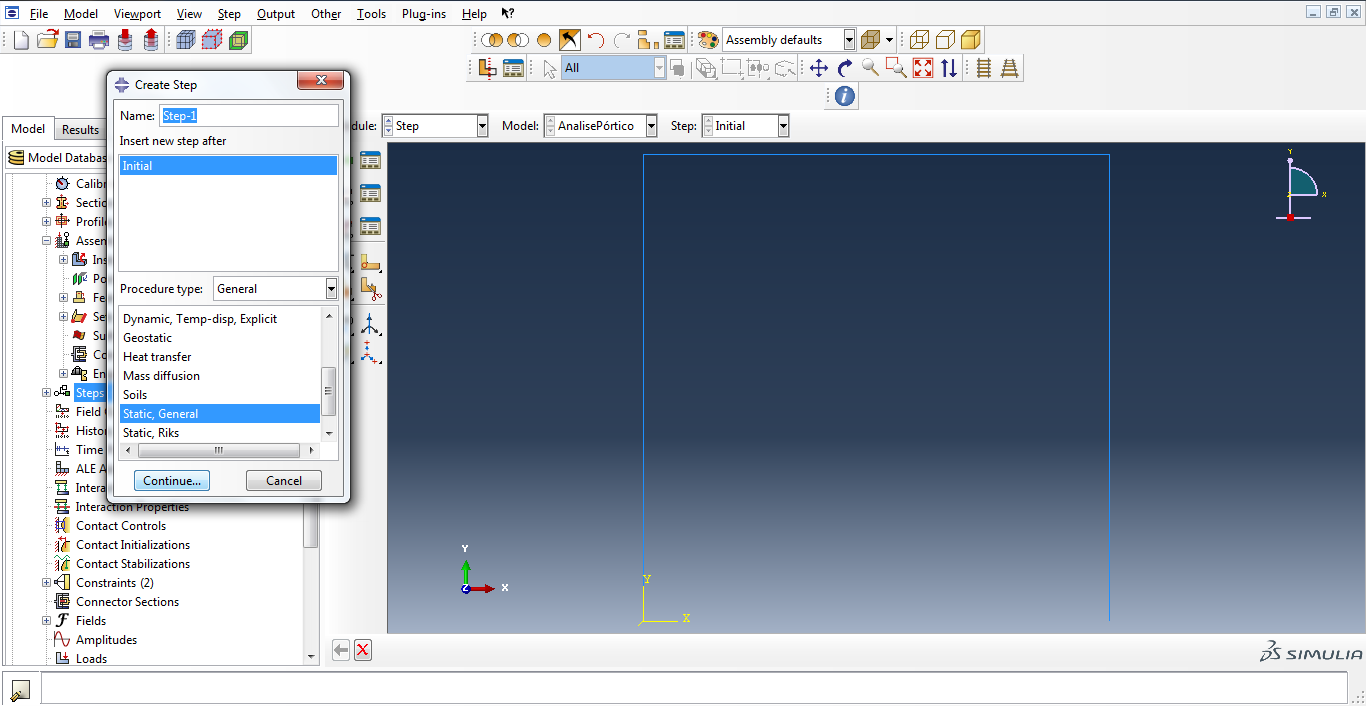 File Model Viewport View Step Output Other Tools Plug-ins Help
Assembly defaults
All
Create Step
Name: Step-1
Insert new step after
Initial
Procedure type: General
Dynamic, Temp-disp, Explicit
Geostatic
Heat transfer
Mass diffusion
Soils
Static, General
Static, Riks
Continue... Cancel
Model Results
dule: Step Model: AnalisePórtico Step: Initial
Model Databas
Calibr
Sectio
Profile
Assem
Ins
Po
Fe
Se
Su
Co
En
Steps
Field
Histor
Time
ALE A
Intera
Interaction Properties
Contact Controls
Contact Initializations
Contact Stabilizations
Constraints (2)
Connector Sections
Fields
Amplitudes
Loads
Y
X
Y
Z X
Y
X
SIMULIA